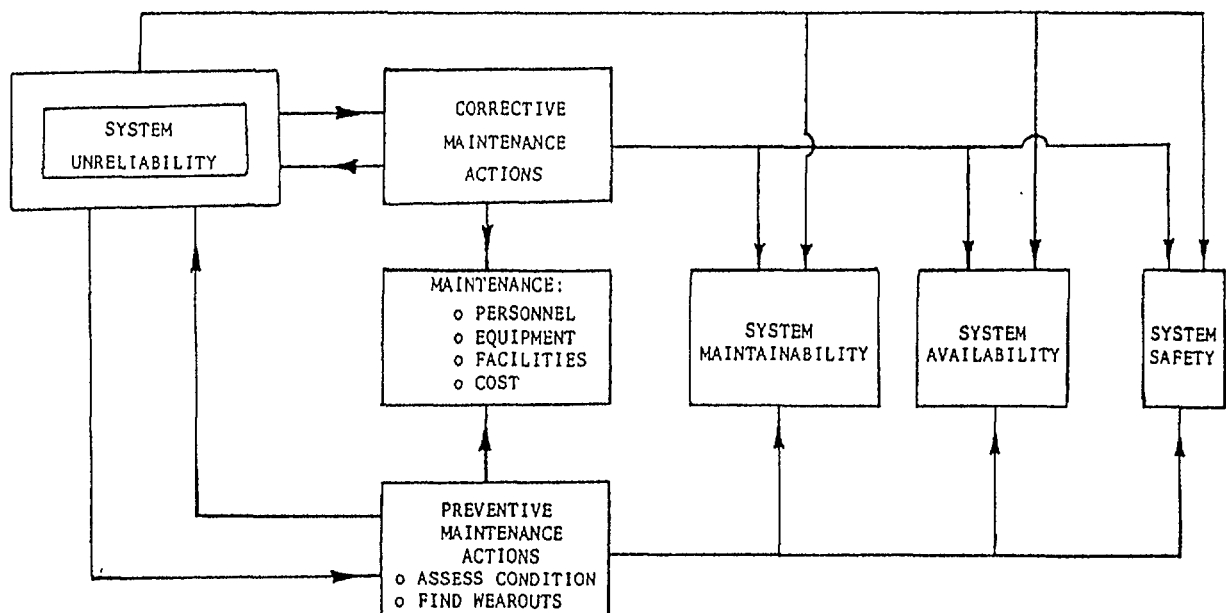 SYSTEM
UNRELIABILITY
CORRECTIVE
MAINTENANCE
ACTIONS
MAINTENANCE:
o PERSONNEL
o EQUIPMENT
o FACILITIES
o COST
SYSTEM
MAINTAINABILITY
SYSTEM
AVAILABILITY
SYSTEM
SAFETY
PREVENTIVE
MAINTENANCE
ACTIONS
o ASSESS CONDITION
o FIND WEAROUTS